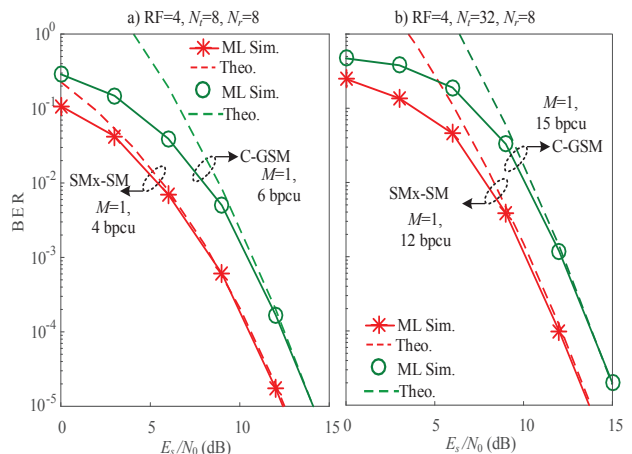 a) RF=4, Nₜ=8, Nᵣ=8
b) RF=4, Nₜ=32, Nᵣ=8
BER
10⁰
10⁻¹
10⁻²
10⁻³
10⁻⁴
10⁻⁵
ML Sim.
Theo.
ML Sim.
Theo.
C-GSM
M=1,
6 bpcu
SMx-SM
M=1,
4 bpcu
0
5
10
15
Eₛ/N₀ (dB)
M=1,
15 bpcu
C-GSM
SMx-SM
M=1,
12 bpcu
ML Sim.
Theo.
ML Sim.
Theo.
0
5
10
15
Eₛ/N₀ (dB)